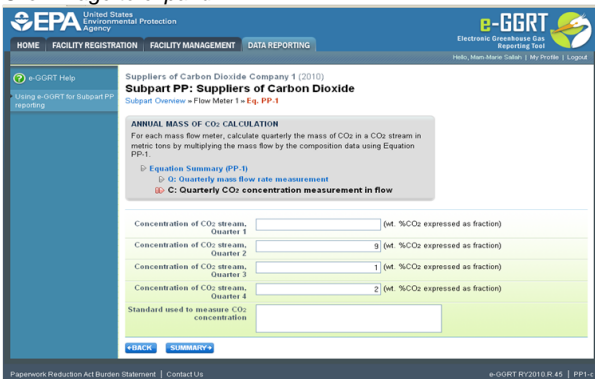 EPA United States
Environmental Protection
Agency
e-GGRT
Electronic Greenhouse Gas
Reporting Tool
HOME FACILITY REGISTRATION FACILITY MANAGEMENT DATA REPORTING
Hello, Mam-Marie Sallah | My Profile | Logout
e-GGRT Help
Using e-GGRT for Subpart PP
reporting
Suppliers of Carbon Dioxide Company 1 (2010)
Subpart PP: Suppliers of Carbon Dioxide
Subpart Overview » Flow Meter 1 » Eq. PP-1
ANNUAL MASS OF CO2 CALCULATION
For each mass flow meter, calculate quarterly the mass of CO2 in a CO2 stream in
metric tons by multiplying the mass flow by the composition data using Equation
PP-1.
Equation Summary (PP-1)
Q: Quarterly mass flow rate measurement
C: Quarterly CO2 concentration measurement in flow
Concentration of CO2 stream,
Quarter 1
(wt. %CO2 expressed as fraction)
Concentration of CO2 stream,
Quarter 2
9 (wt. %CO2 expressed as fraction)
Concentration of CO2 stream,
Quarter 3
1 (wt. %CO2 expressed as fraction)
Concentration of CO2 stream,
Quarter 4
2 (wt. %CO2 expressed as fraction)
Standard used to measure CO2
concentration
BACK SUMMARY
Paperwork Reduction Act Burden Statement | Contact Us
e-GGRT RY2010.R.45 | PP1-c